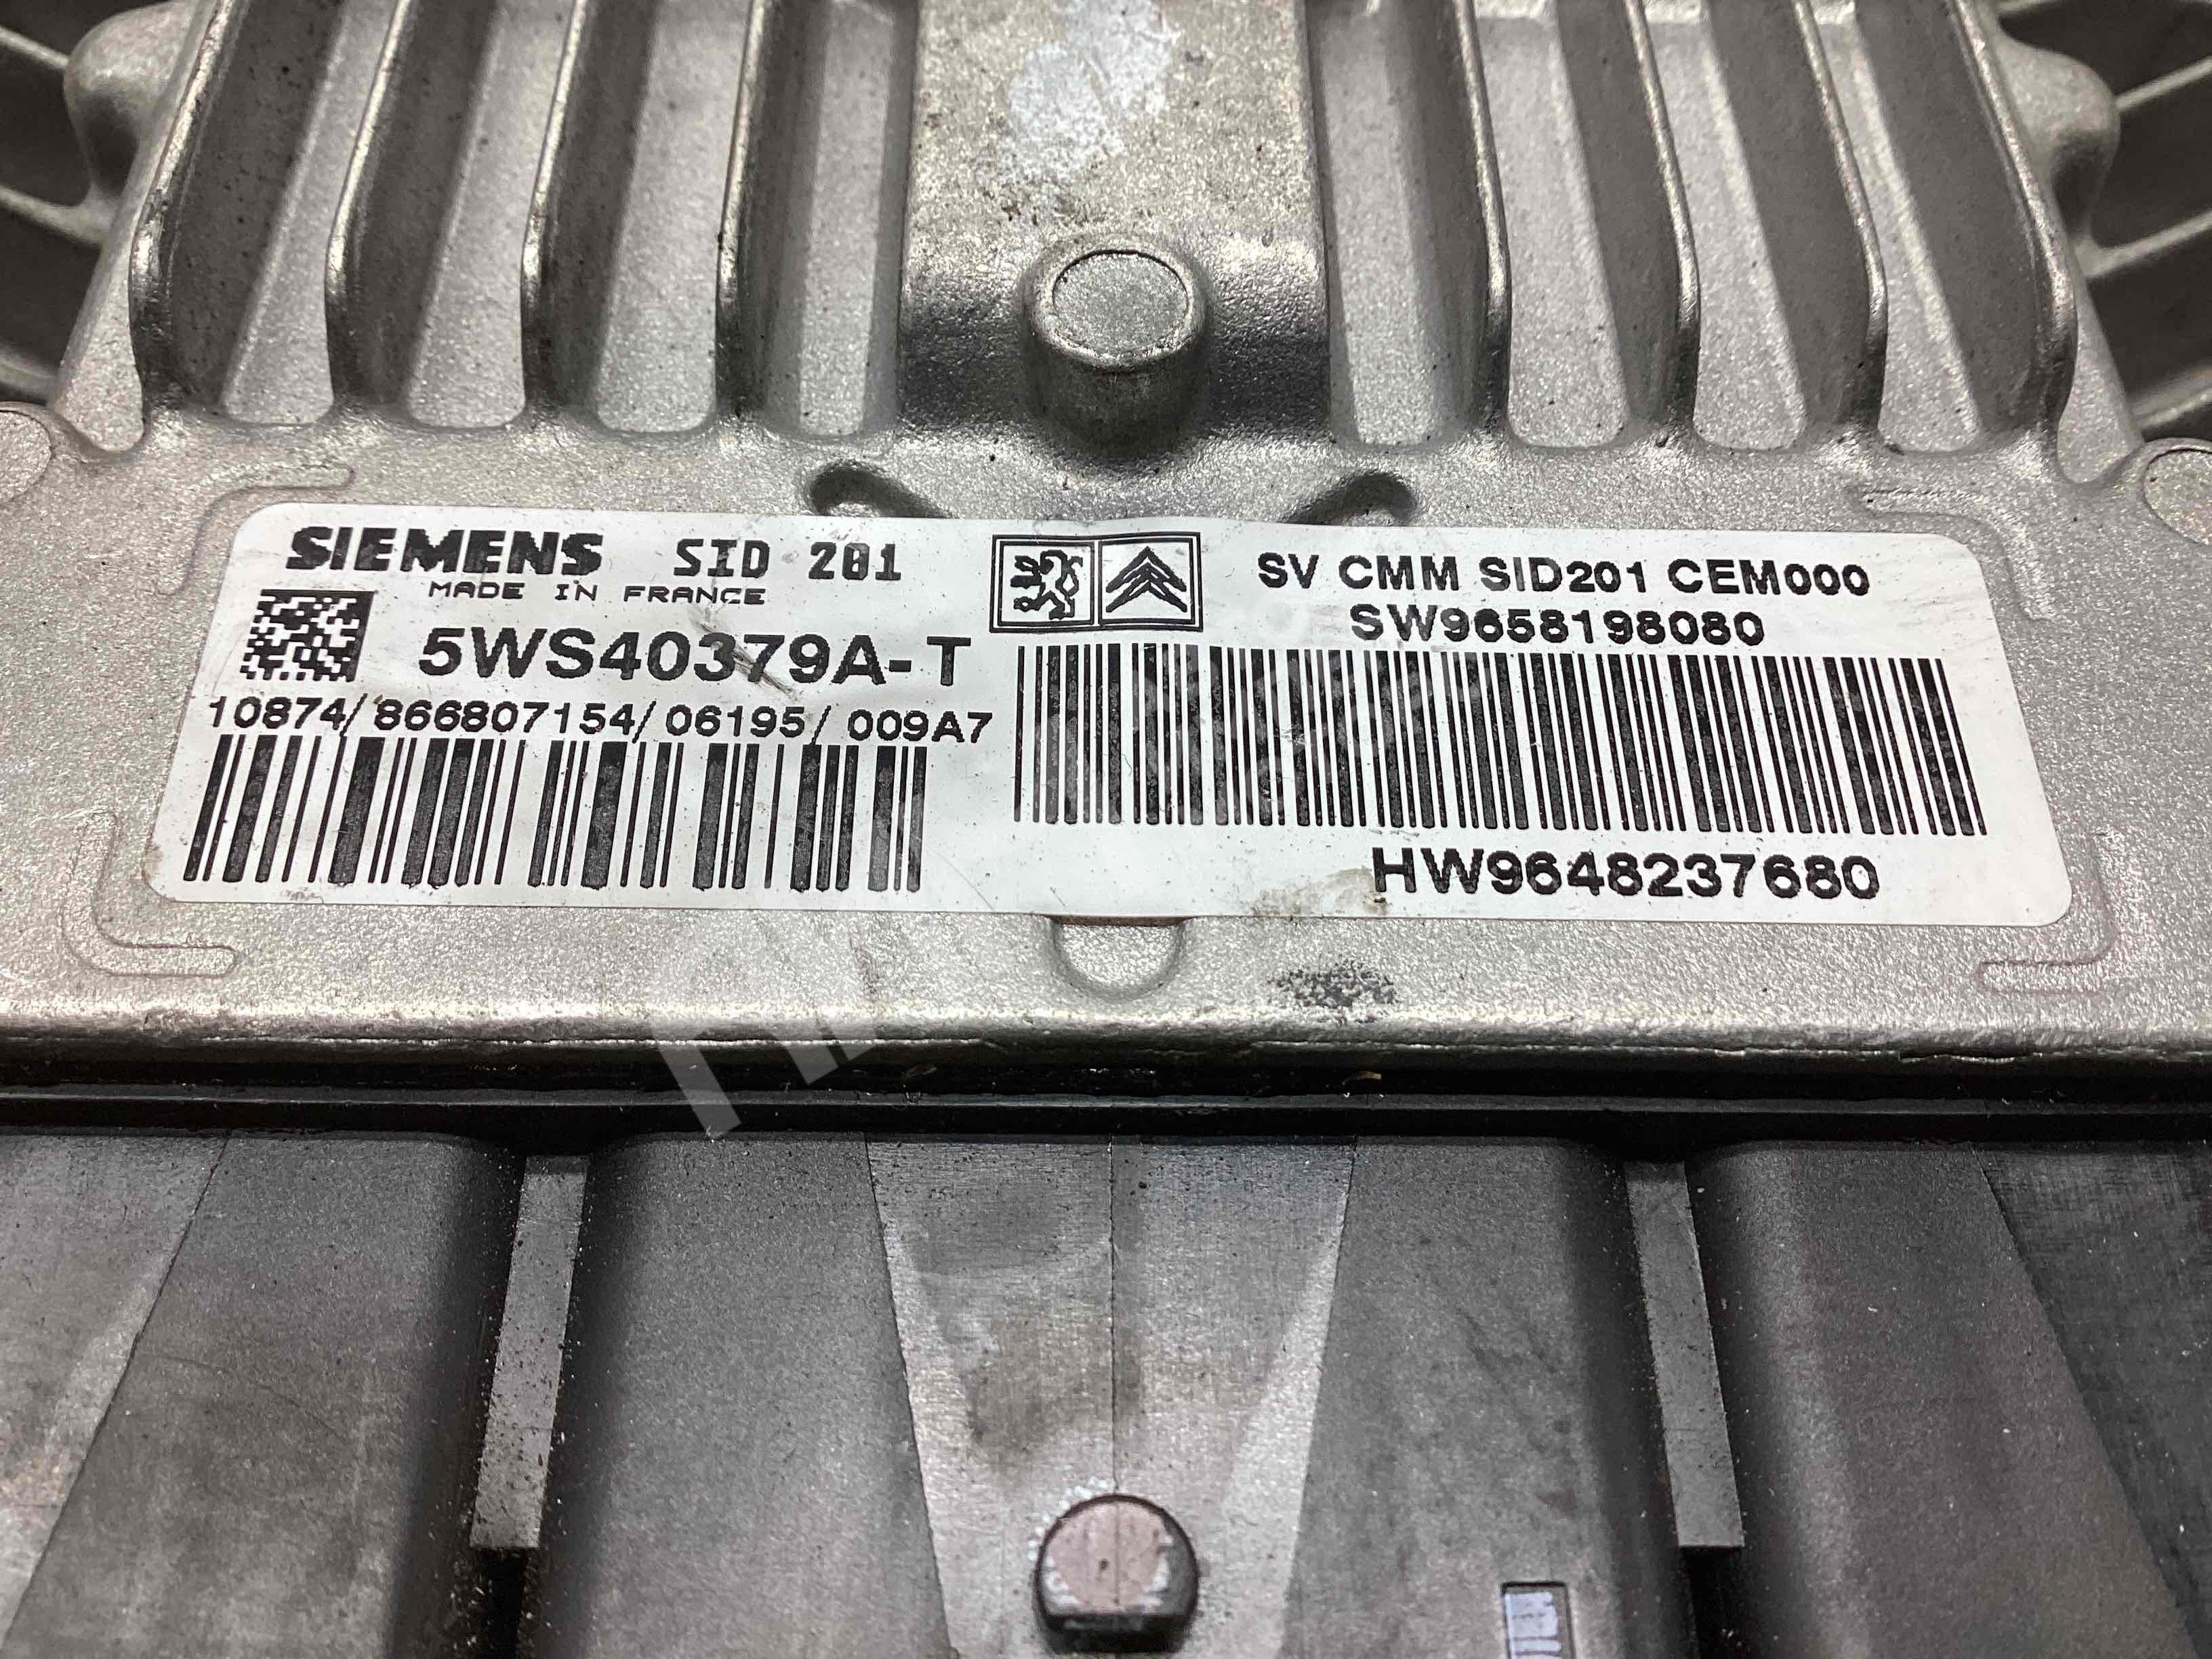 SIEMENS SID 201
MADE IN FRANCE
5WS40379A-T
10874/866807154/06195/009A7
SV CMM SID201 CEM000
SW9658198080
HW9648237680